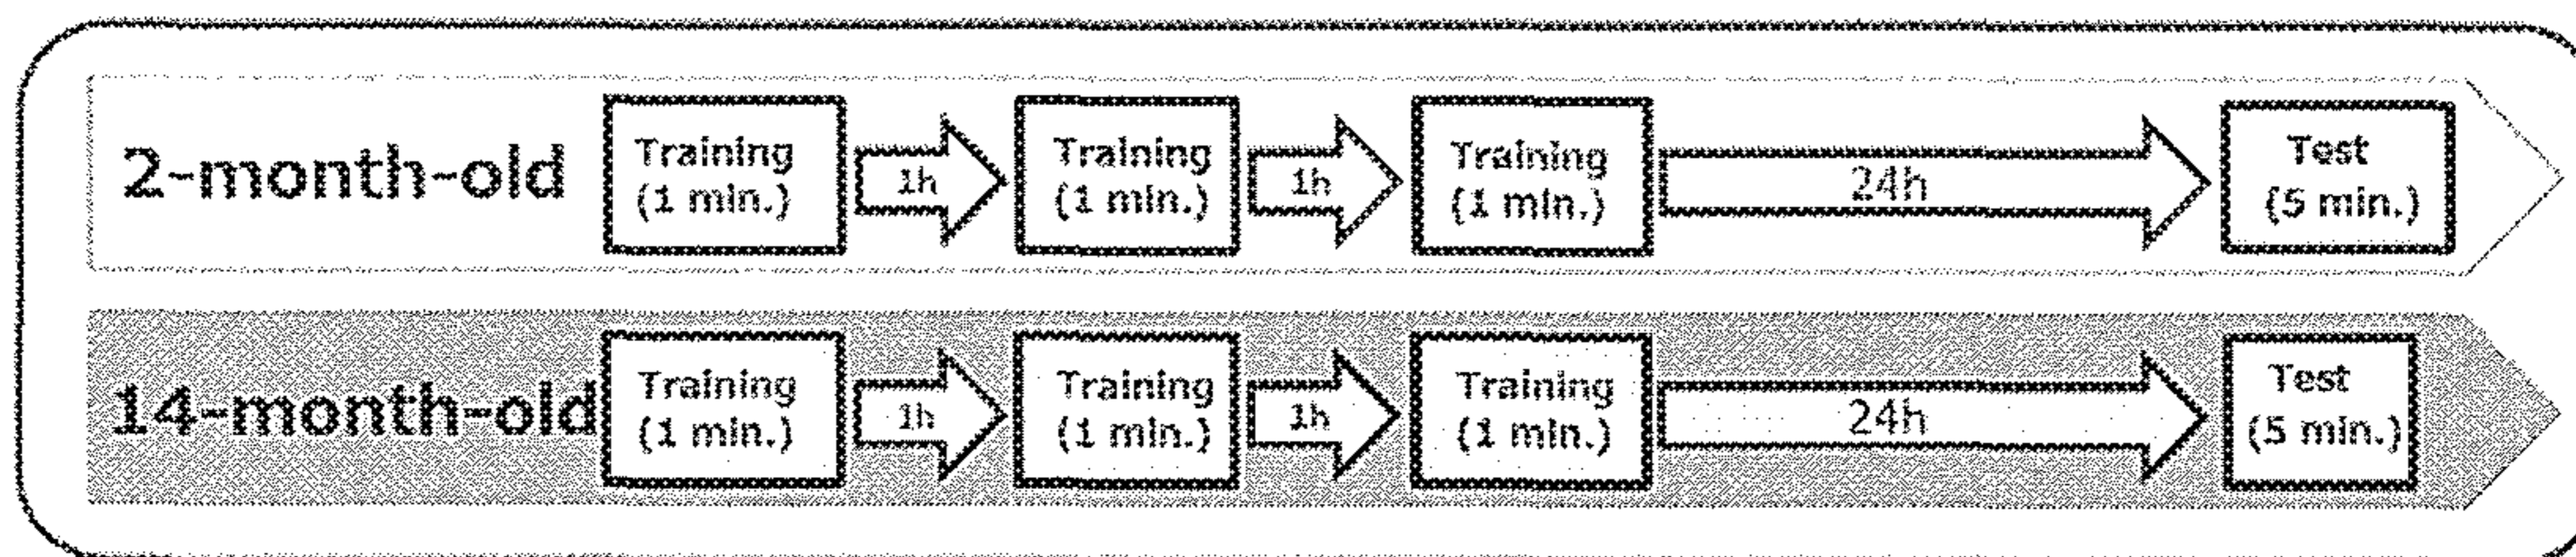 2-month-old
Training
(1 min.)
1h
Training
(1 min.)
1h
Training
(1 min.)
24h
Test
(5 min.)
14-month-old
Training
(1 min.)
1h
Training
(1 min.)
1h
Training
(1 min.)
24h
Test
(5 min.)